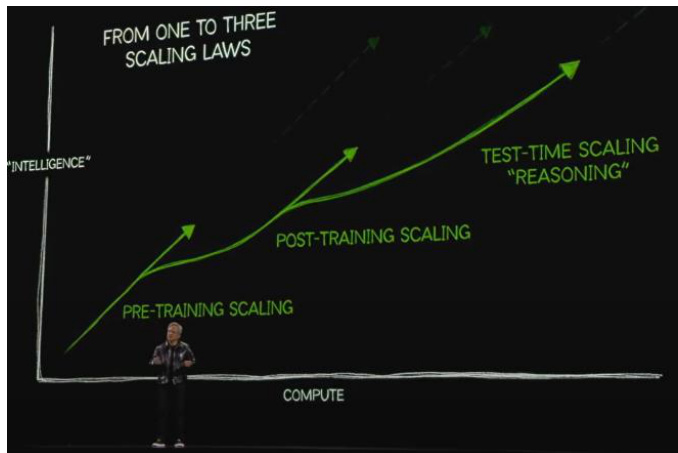 FROM ONE TO THREE
SCALING LAWS
"INTELLIGENCE"
TEST-TIME SCALING
"REASONING"
POST-TRAINING SCALING
PRE-TRAINING SCALING
COMPUTE